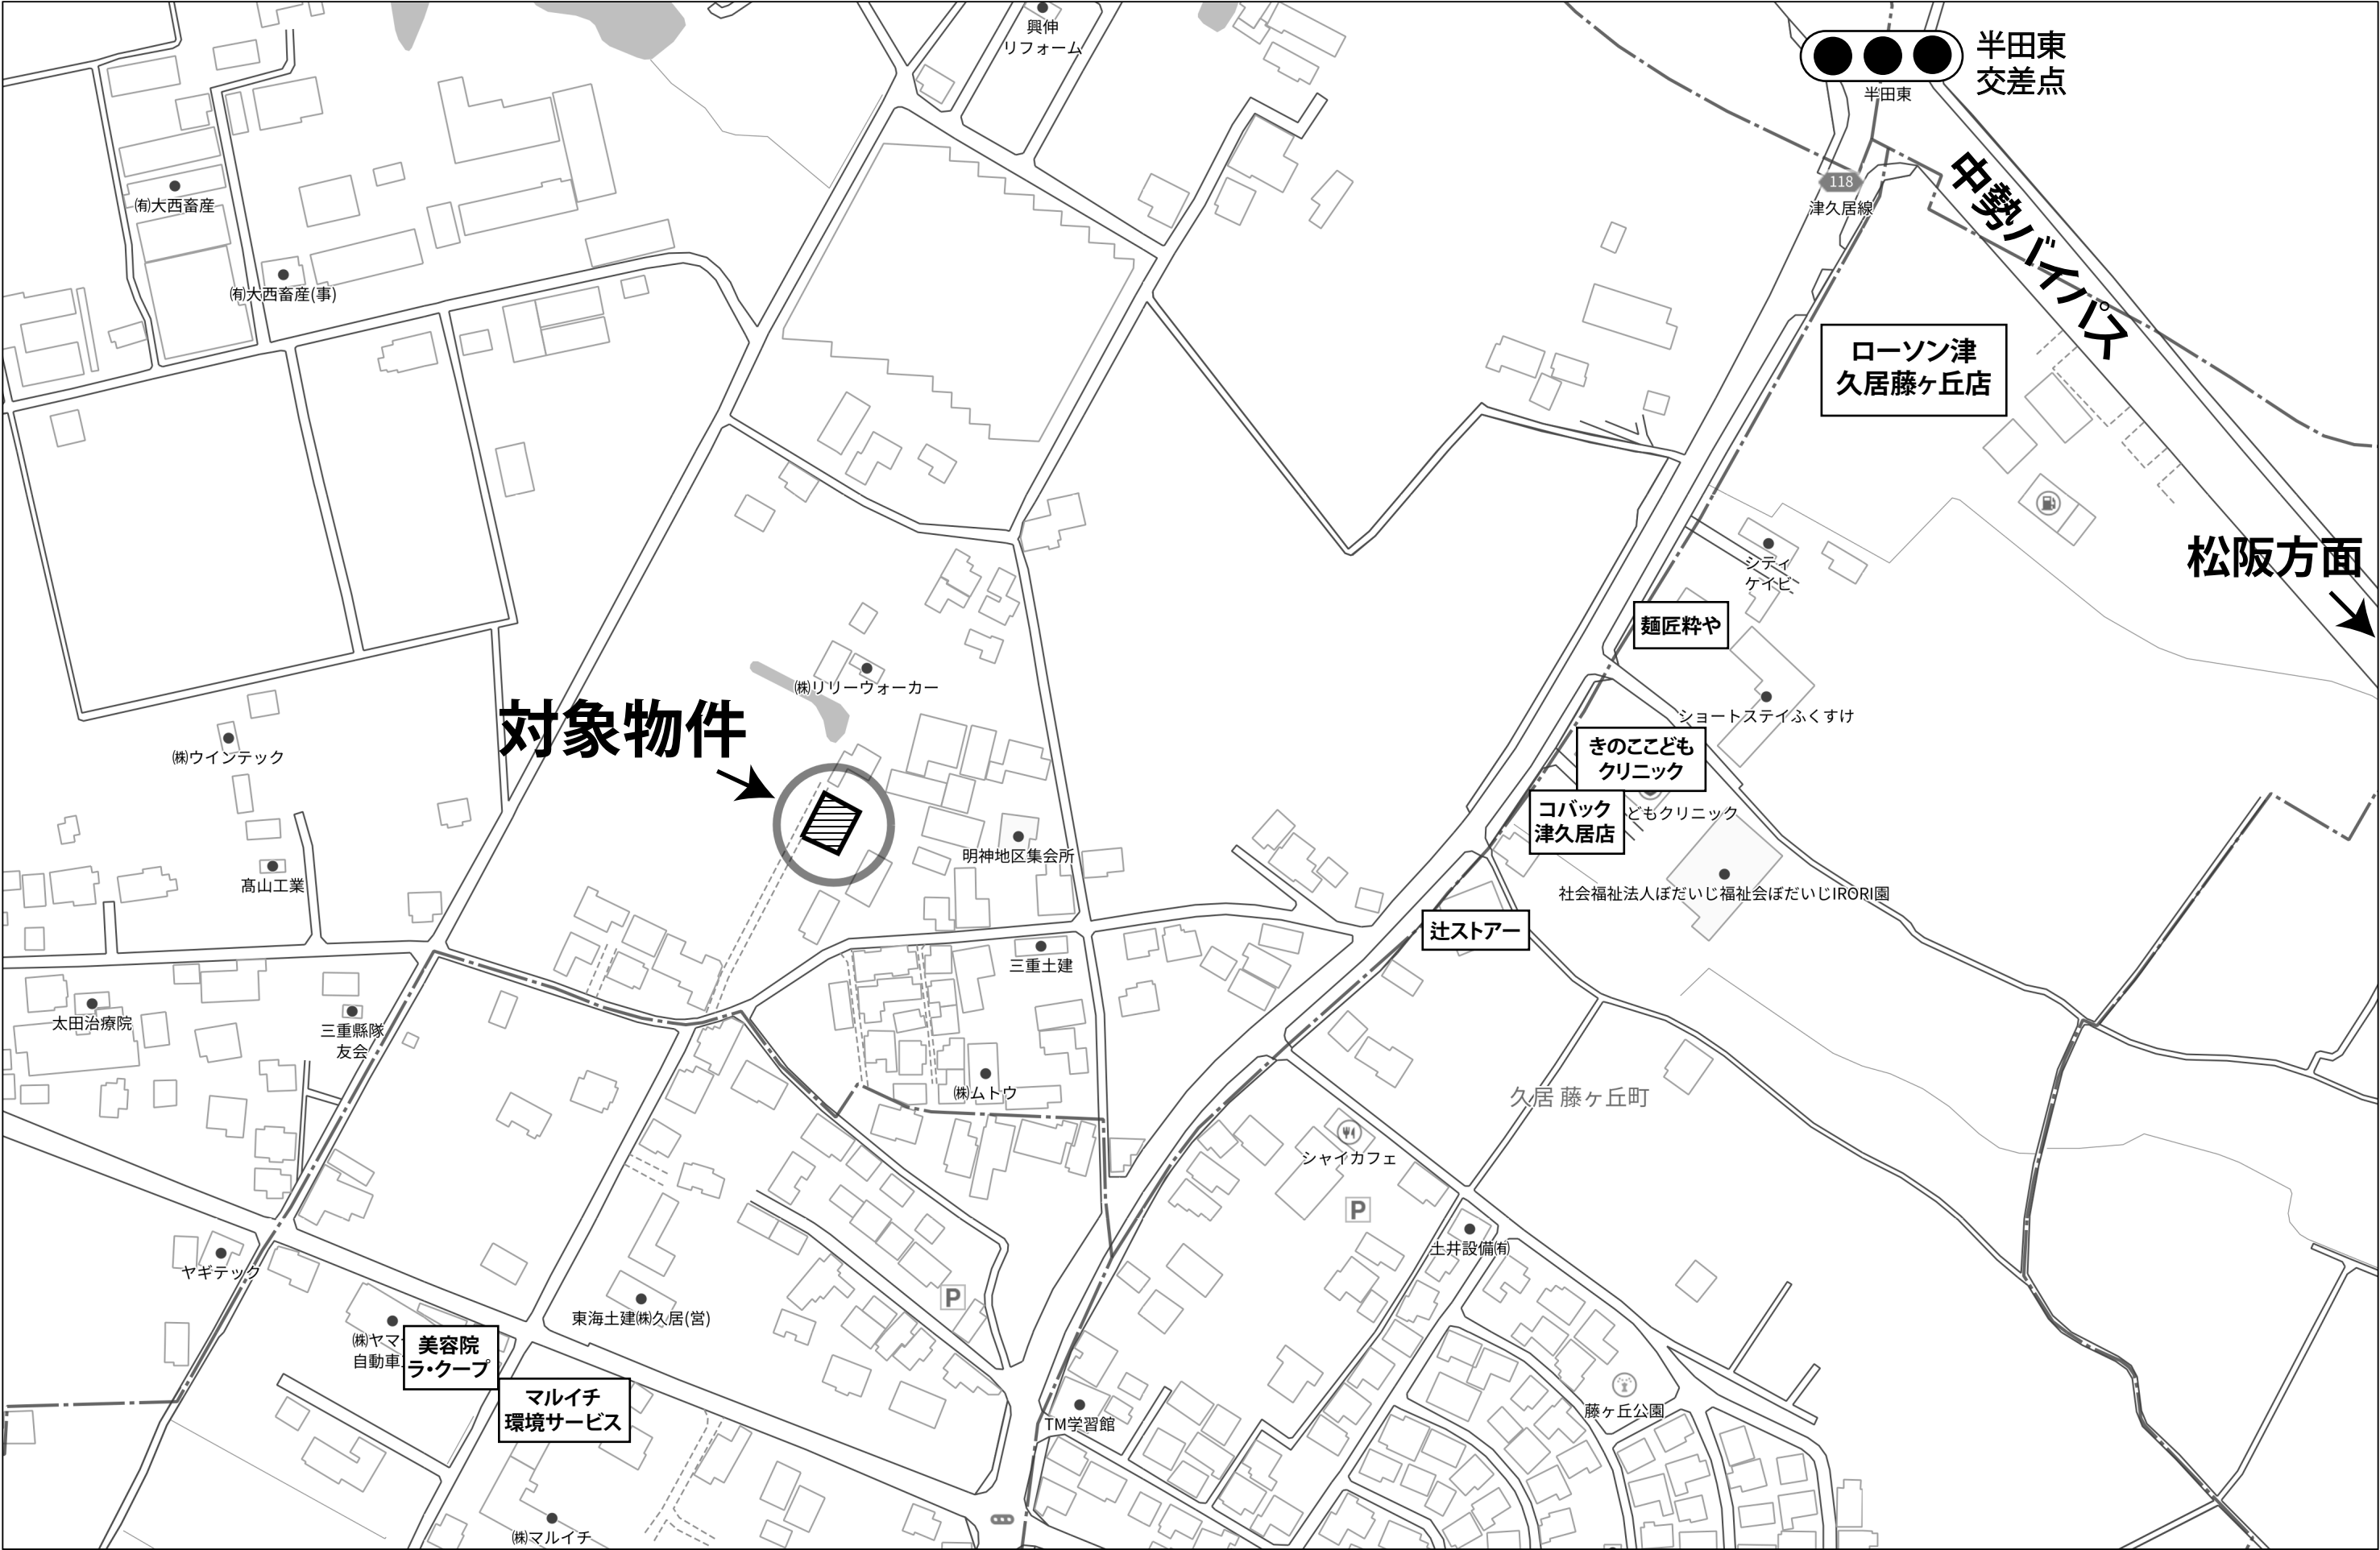 興伸
リフォーム
半田東
交差点
半田東
118
津久居線
中勢バイパス
㈲大西畜産
㈲大西畜産(事)
ローソン津
久居藤ヶ丘店
松阪方面
シティ
ケイビ
麺匠粋や
㈱リリーウォーカー
対象物件
ショートステイふくすけ
きのここども
クリニック
㈱ウインテック
コバック
津久居店
どもクリニック
明神地区集会所
髙山工業
社会福祉法人ぼだいじ福祉会ぼだいじIRORI園
辻ストアー
三重土建
太田治療院
三重縣隊
友会
㈱ムトウ
久居 藤ヶ丘町
シャイカフェ
P
土井設備㈲
ヤギテック
P
東海土建㈱久居(営)
㈱ヤマ
自動車
美容院
ラ・クープ
マルイチ
環境サービス
藤ヶ丘公園
TM学習館
㈱マルイチ